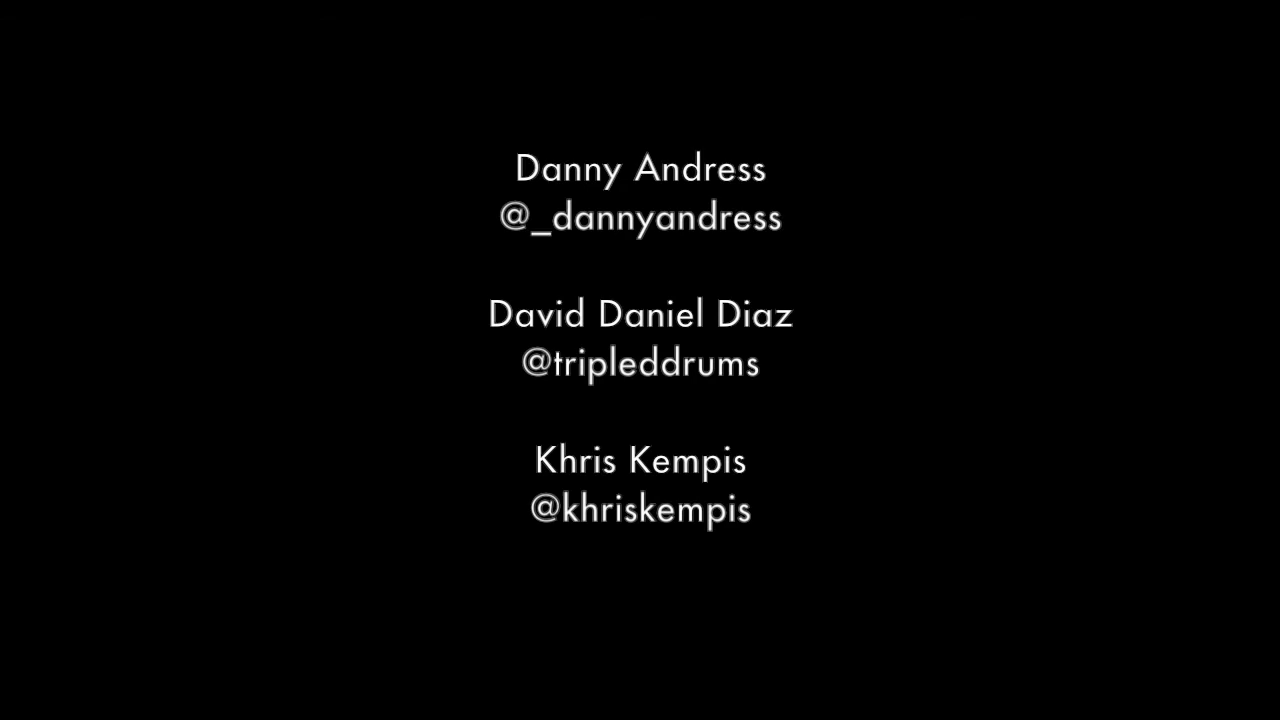 Danny Andress
@_dannyandress
David Daniel Diaz
@tripleddrums
Khris Kempis
@khriskempis